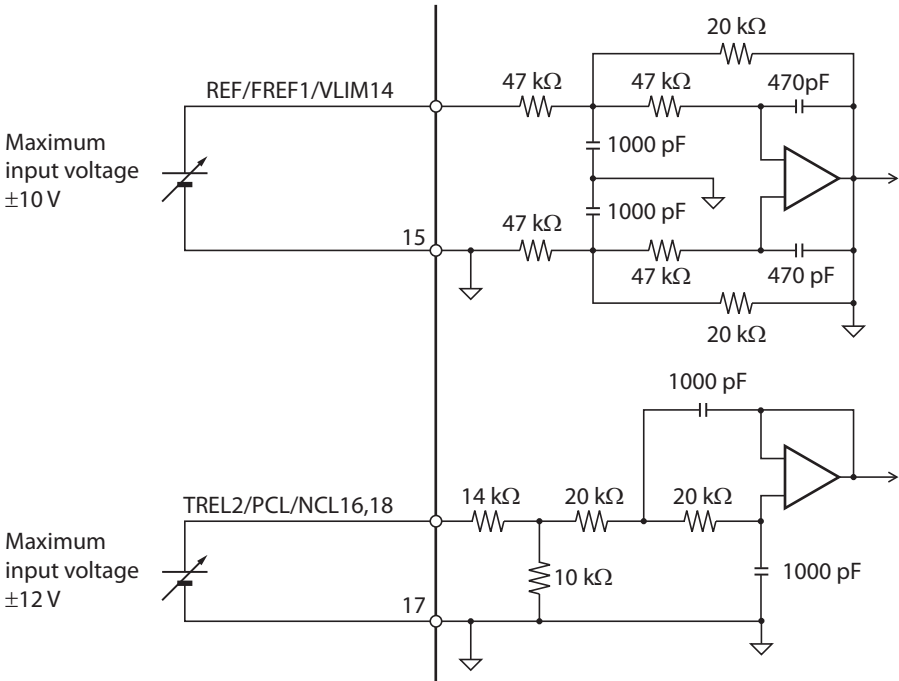 20 kΩ
REF/FREF1/VLIM14
47 kΩ
47 kΩ
470pF
Maximum
input voltage
±10 V
1000 pF
1000 pF
15
47 kΩ
47 kΩ
470 pF
20 kΩ
1000 pF
TREL2/PCL/NCL16,18
14 kΩ
20 kΩ
20 kΩ
Maximum
input voltage
±12 V
10 kΩ
1000 pF
17